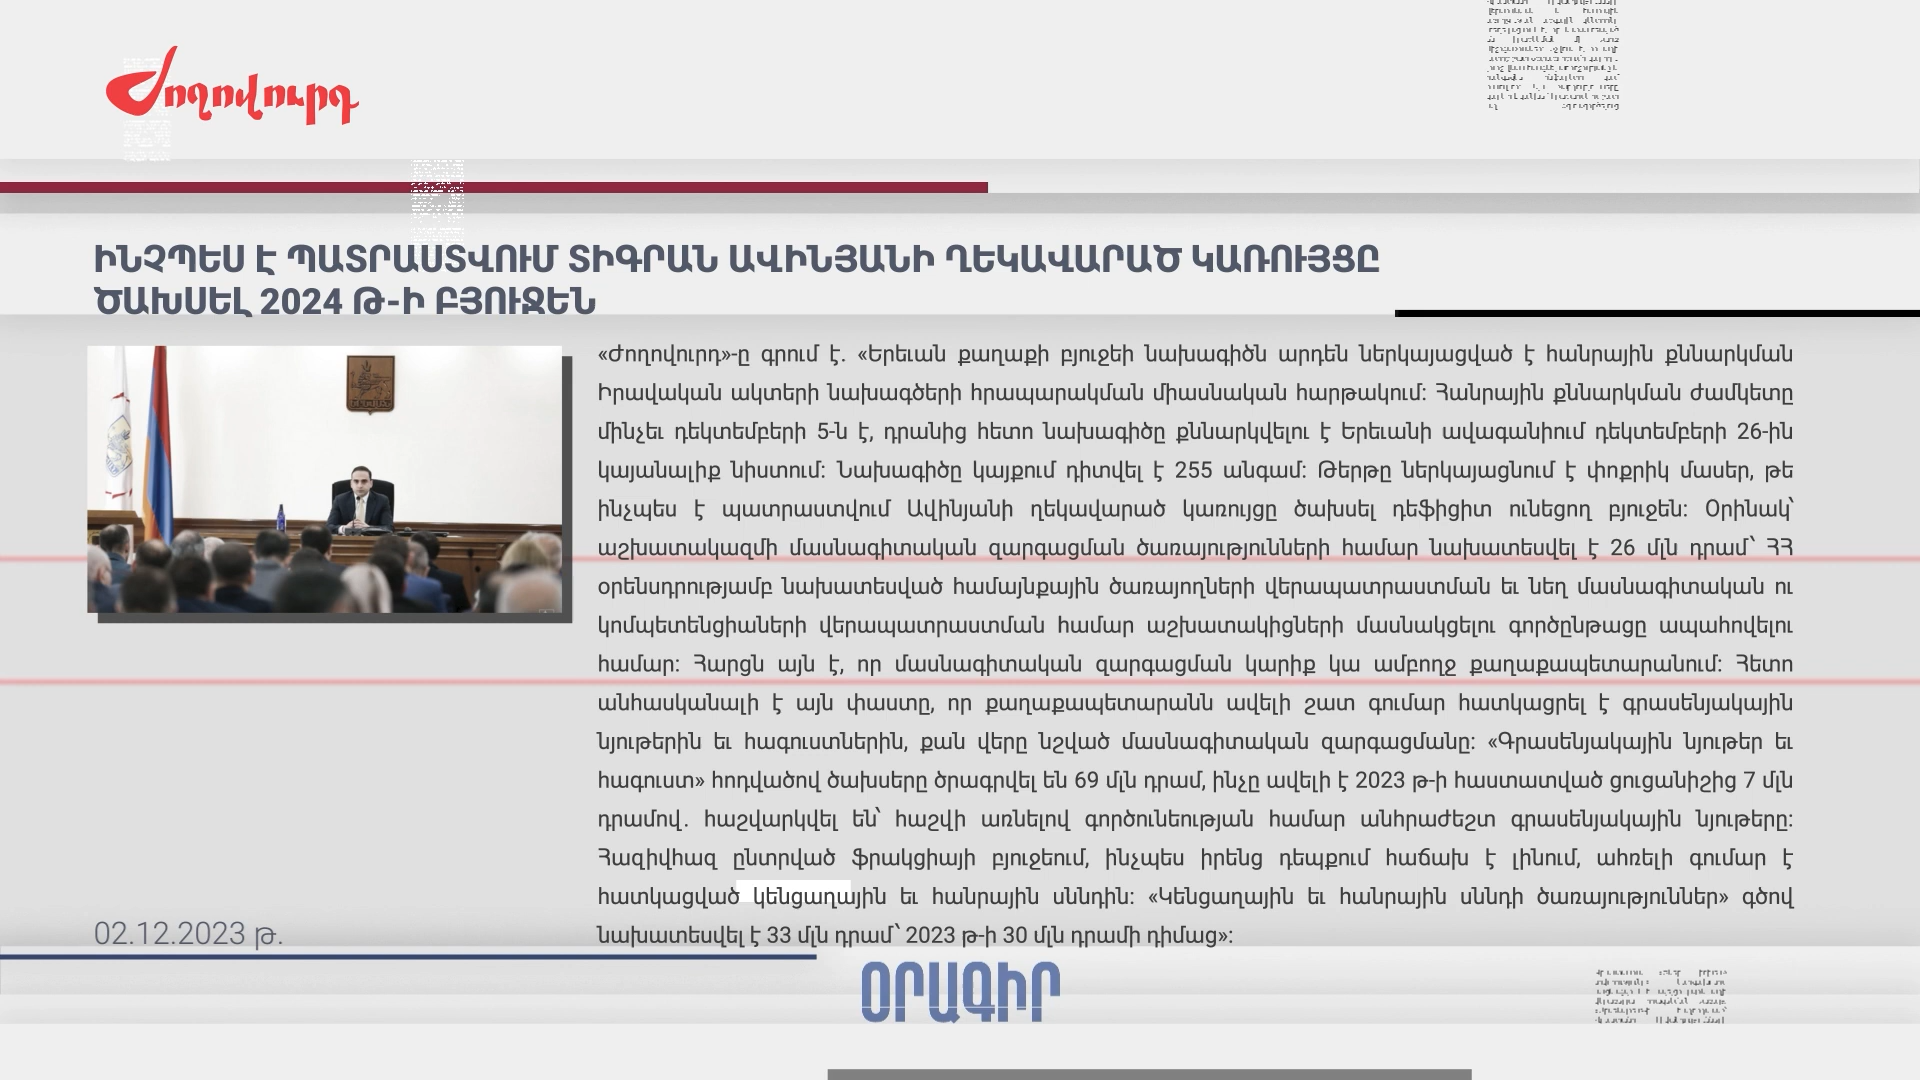 Ժողովուրդ
ԻՆՉՊԵՍ Է ՊԱՏՐԱՍՏՎՈՒՄ ՏԻԳՐԱՆ ԱՎԻՆՅԱՆԻ ՂԵԿԱՎԱՐԱԾ ԿԱՌՈՒՅՑԸ
ԾԱԽՍԵԼ 2024 Թ-Ի ԲՅՈՒՋԵՆ
«Ժողովուրդ»-ը գրում է. «Երեւան քաղաքի բյուջեի նախագիծն արդեն ներկայացված է հանրային քննարկման
Իրավական ակտերի նախագծերի հրապարակման միասնական հարթակում: Հանրային քննարկման ժամկետը
մինչեւ դեկտեմբերի 5-ն է, դրանից հետո նախագիծը քննարկվելու է Երեւանի ավագանիում դեկտեմբերի 26-ին
կայանալիք նիստում: Նախագիծը կայքում դիտվել է 255 անգամ: Թերթը ներկայացնում է փոքրիկ մասեր, թե
ինչպես է պատրաստվում Ավինյանի ղեկավարած կառույցը ծախսել դեֆիցիտ ունեցող բյուջեն: Օրինակ՝
աշխատակազմի մասնագիտական զարգացման ծառայությունների համար նախատեսվել է 26 մլն դրամ՝ ՀՀ
օրենսդրությամբ նախատեսված համայնքային ծառայողների վերապատրաստման եւ նեղ մասնագիտական ու
կոմպետենցիաների վերապատրաստման համար աշխատակիցների մասնակցելու գործընթացը ապահովելու
համար: Հարցն այն է, որ մասնագիտական զարգացման կարիք կա ամբողջ քաղաքապետարանում: Հետո
անհասկանալի է այն փաստը, որ քաղաքապետարանն ավելի շատ գումար հատկացրել է գրասենյակային
նյութերին եւ հագուստներին, քան վերը նշված մասնագիտական զարգացմանը: «Գրասենյակային նյութեր եւ
հագուստ» հոդվածով ծախսերը ծրագրվել են 69 մլն դրամ, ինչը ավելի է 2023 թ-ի հաստատված ցուցանիշից 7 մլն
դրամով. հաշվարկվել են՝ հաշվի առնելով գործունեության համար անհրաժեշտ գրասենյակային նյութերը:
Հազիվհազ ընտրված ֆրակցիայի բյուջեում, ինչպես իրենց դեպքում հաճախ է լինում, ահռելի գումար է
հատկացված կենցաղային եւ հանրային սննդին: «Կենցաղային եւ հանրային սննդի ծառայություններ» գծով
նախատեսվել է 33 մլն դրամ՝ 2023 թ-ի 30 մլն դրամի դիմաց»:
02.12.2023 թ.
ՕՐԱԳԻՐ